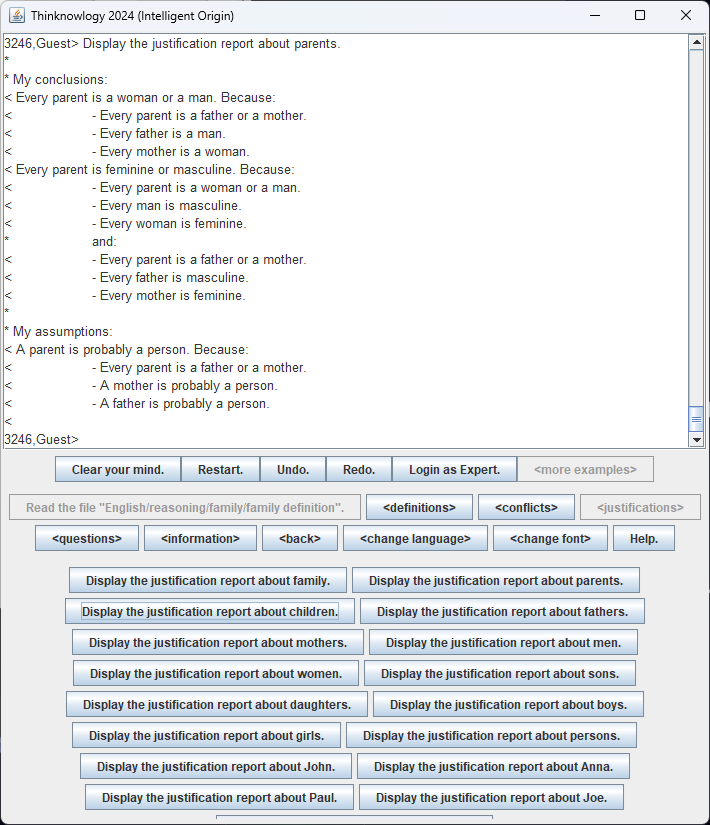 Thinknowlogy 2024 (Intelligent Origin)
3246,Guest> Display the justification report about parents.
*
* My conclusions:
< Every parent is a woman or a man. Because:
< - Every parent is a father or a mother.
< - Every father is a man.
< - Every mother is a woman.
< Every parent is feminine or masculine. Because:
< - Every parent is a woman or a man.
< - Every man is masculine.
< - Every woman is feminine.
* and:
< - Every parent is a father or a mother.
< - Every father is masculine.
< - Every mother is feminine.
*
* My assumptions:
< A parent is probably a person. Because:
< - Every parent is a father or a mother.
< - A mother is probably a person.
< - A father is probably a person.
<
3246,Guest>
Clear your mind. Restart. Undo. Redo. Login as Expert. <more examples>
Read the file "English/reasoning/family/family definition". <definitions> <conflicts> <justifications>
<questions> <information> <back> <change language> <change font> Help.
Display the justification report about family. Display the justification report about parents.
Display the justification report about children. Display the justification report about fathers.
Display the justification report about mothers. Display the justification report about men.
Display the justification report about women. Display the justification report about sons.
Display the justification report about daughters. Display the justification report about boys.
Display the justification report about girls. Display the justification report about persons.
Display the justification report about John. Display the justification report about Anna.
Display the justification report about Paul. Display the justification report about Joe.